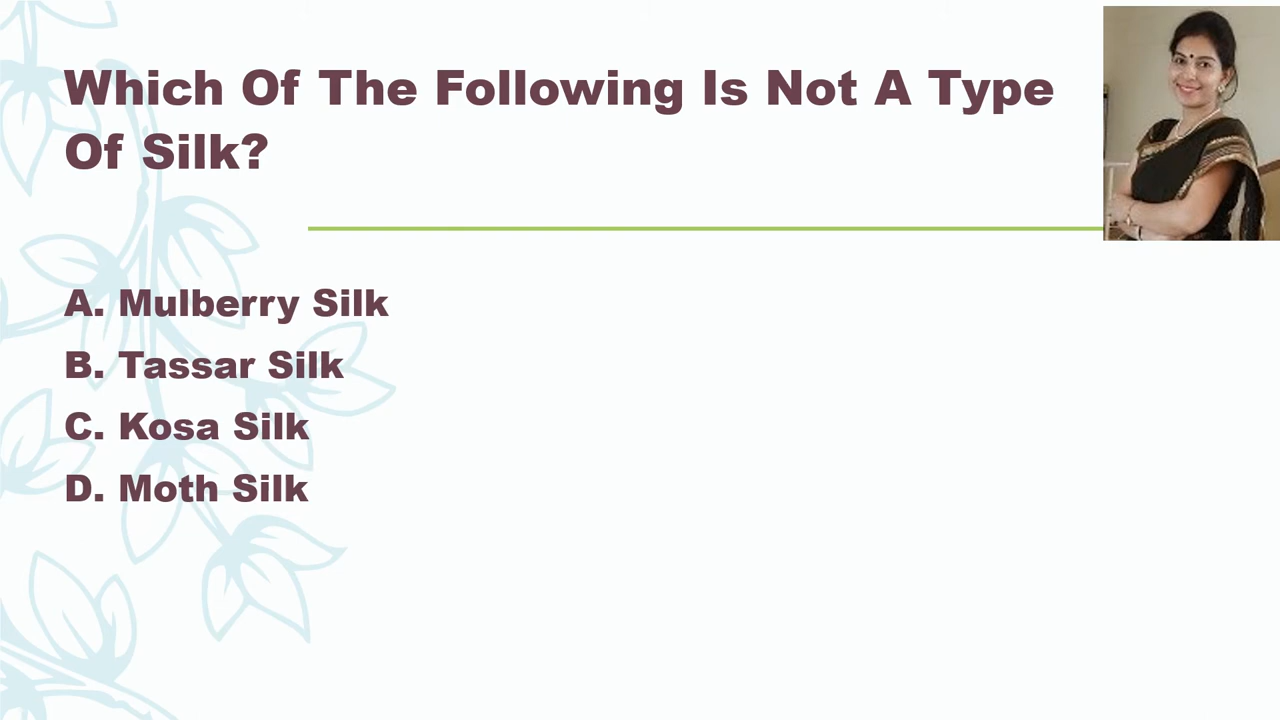 Which Of The Following Is Not A Type
Of Silk?
A. Mulberry Silk
B. Tassar Silk
C. Kosa Silk
D. Moth Silk